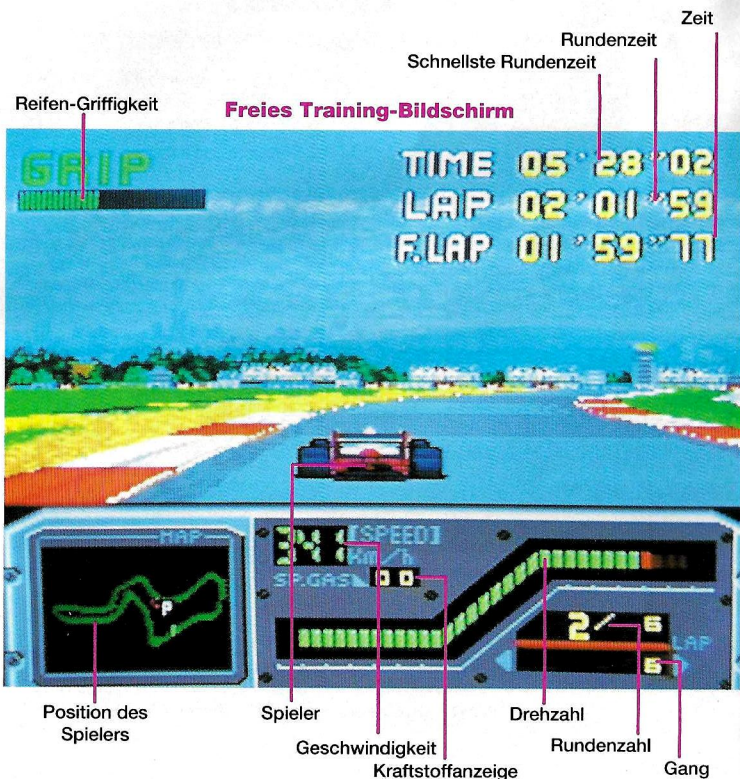 Zeit
Rundenzeit
Schnellste Rundenzeit
Reifen-Griffigkeit
Freies Training-Bildschirm
GRIP
TIME 05'28"02
LAP 02'01"59
F.LAP 01'59"77
MAP
P
341 [SPEED]
Km/h
SP.GAS 00
2/6
LAP
6
Position des
Spielers
Spieler
Geschwindigkeit
Kraftstoffanzeige
Drehzahl
Rundenzahl
Gang